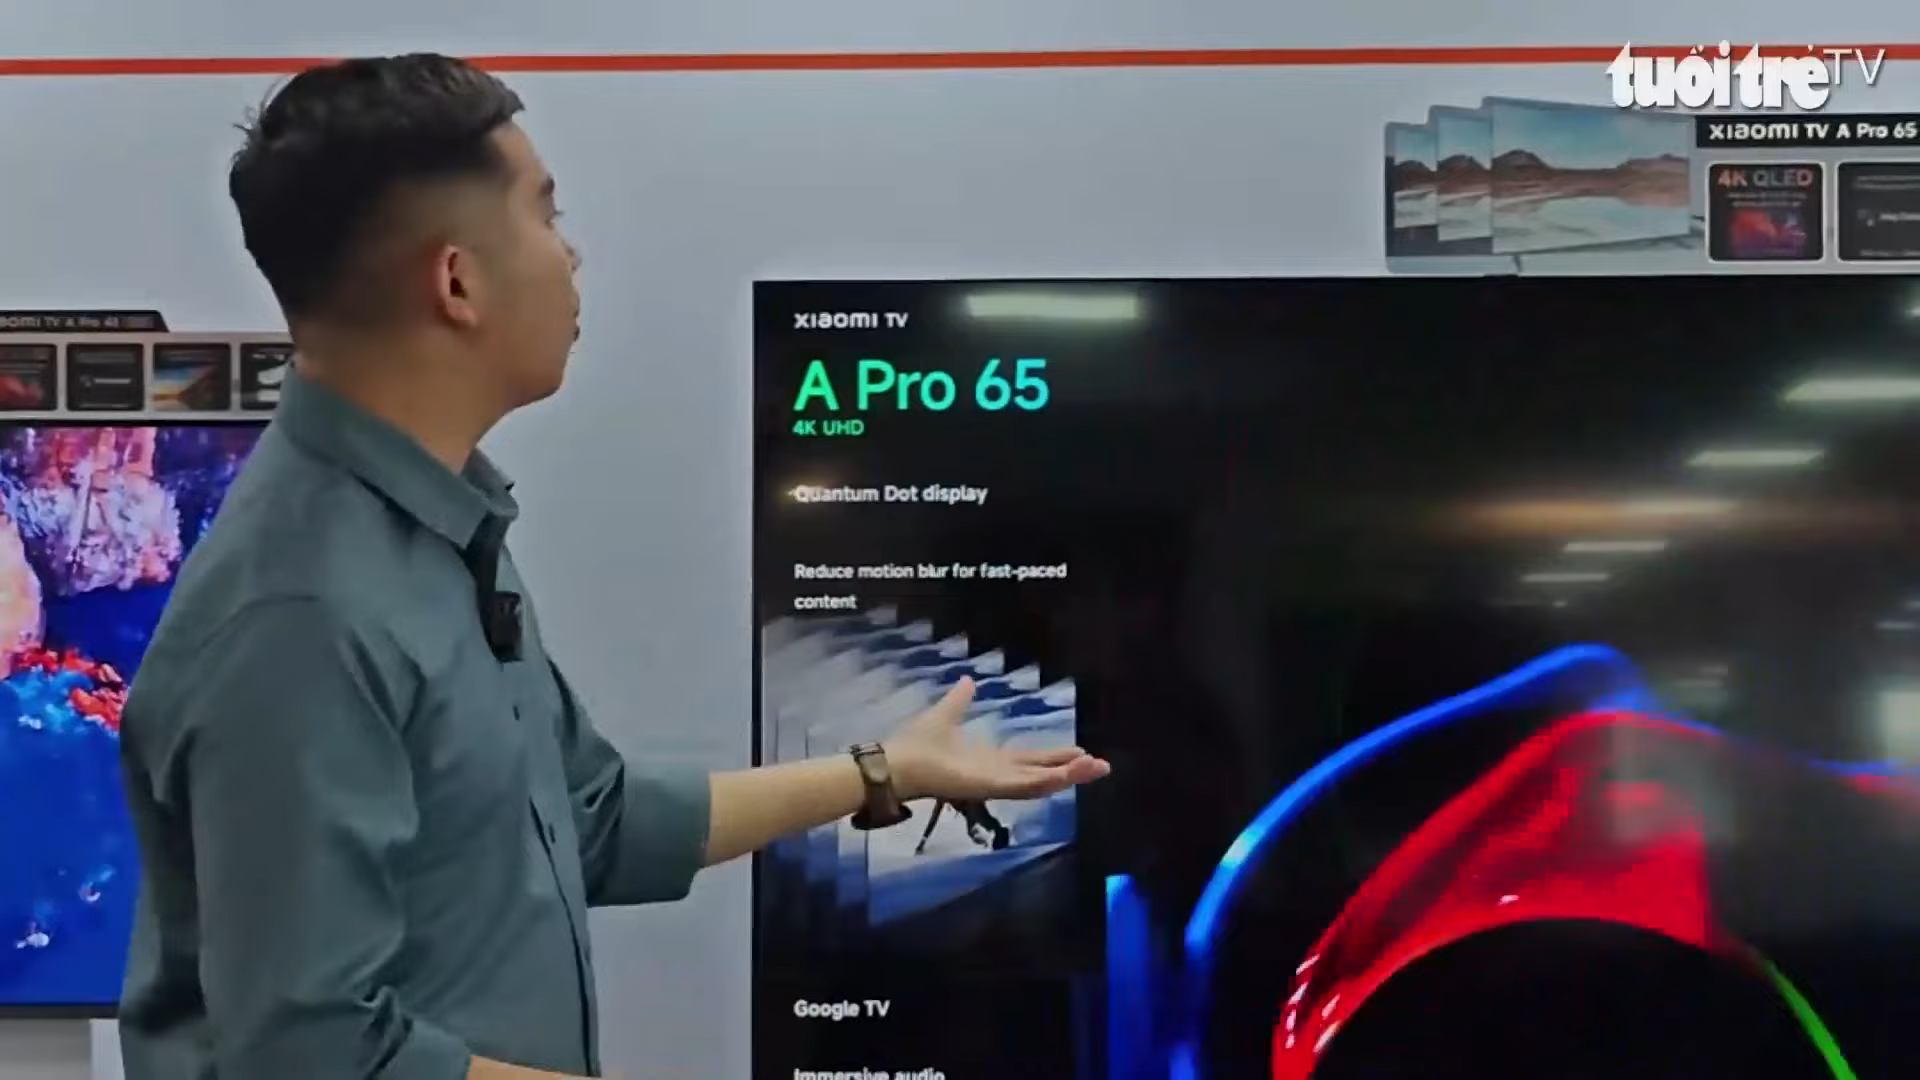 tuổi trẻ TV
XIAOMI TV A Pro 65
4K QLED
XIAOMI TV
A Pro 65
4K UHD
Quantum Dot display
Reduce motion blur for fast-paced
content
Google TV
Immersive audio